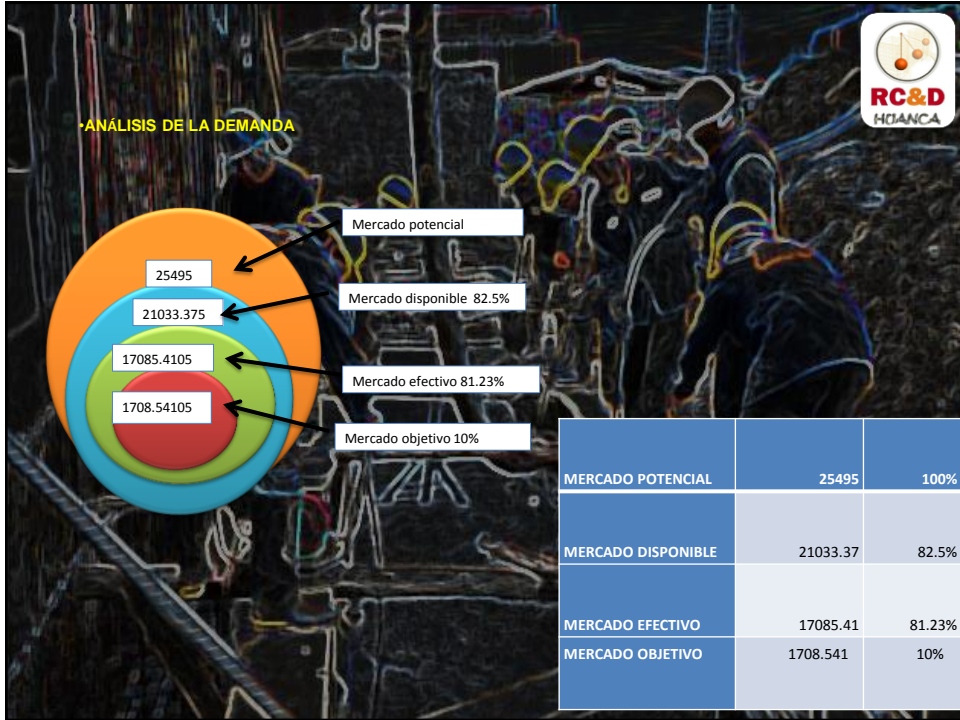 RC&D
HUANCA
•ANÁLISIS DE LA DEMANDA
Mercado potencial
25495
Mercado disponible 82.5%
21033.375
17085.4105
Mercado efectivo 81.23%
1708.54105
Mercado objetivo 10%
MERCADO POTENCIAL 25495 100%
MERCADO DISPONIBLE 21033.37 82.5%
MERCADO EFECTIVO 17085.41 81.23%
MERCADO OBJETIVO 1708.541 10%